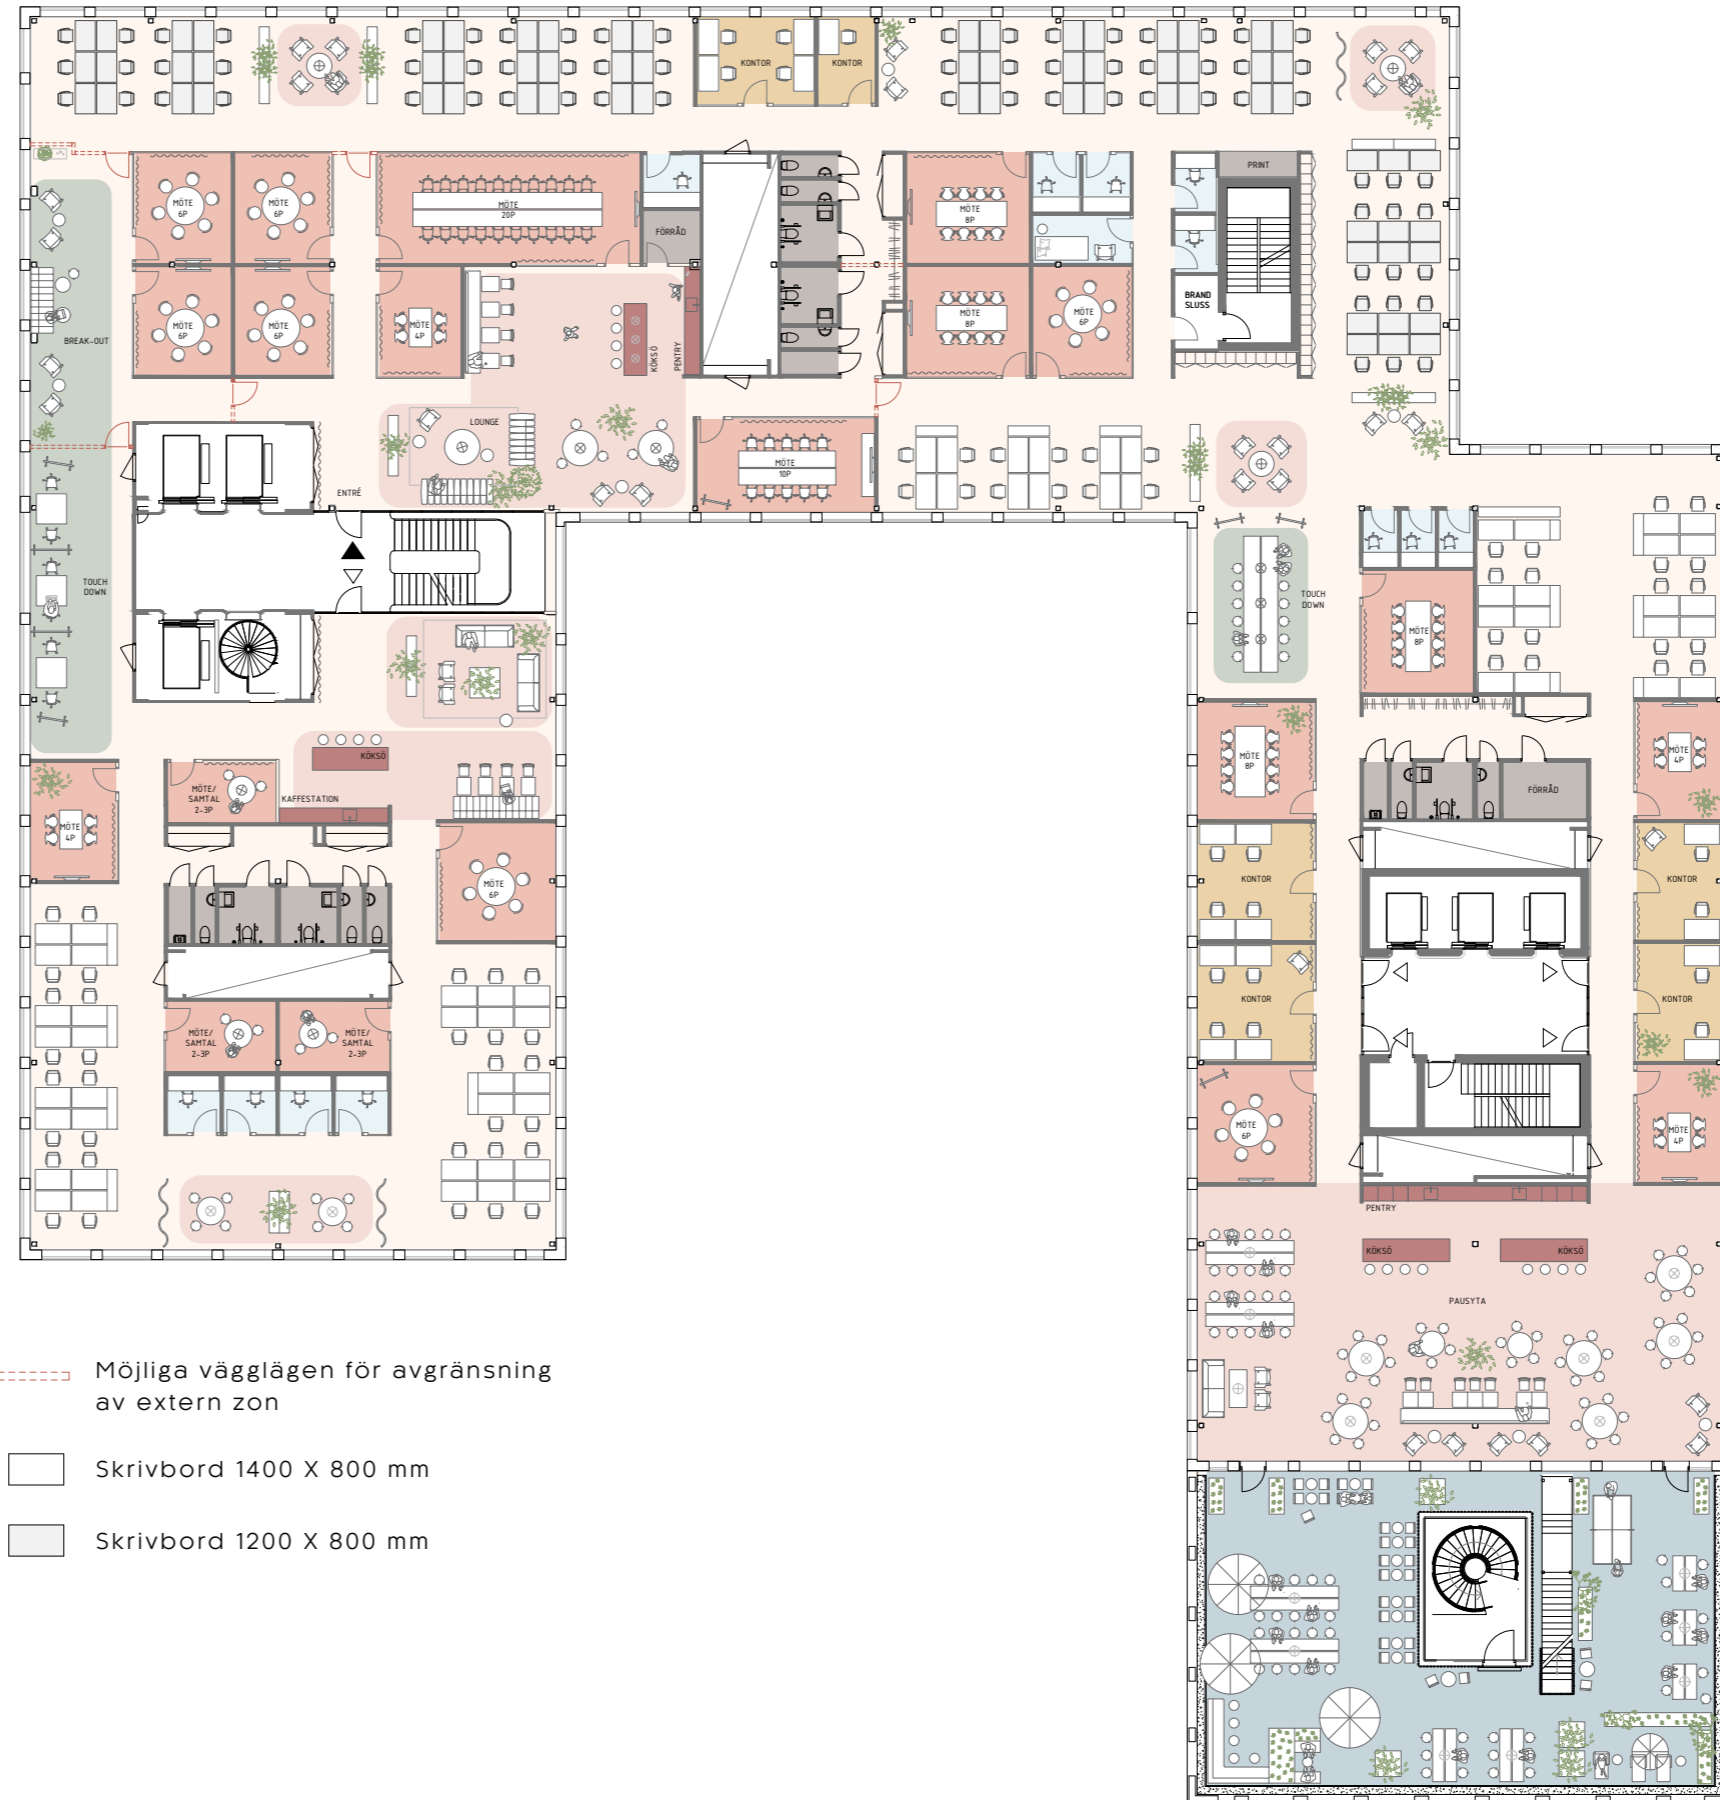 KONTOR
KONTOR
PRINT
MÖTE
6P
MÖTE
6P
MÖTE
20P
FÖRRÅD
MÖTE
8P
BRAND
SLUSS
MÖTE
6P
MÖTE
6P
MÖTE
4P
KÖKSÖ
PENTRY
MÖTE
8P
MÖTE
6P
BREAK-OUT
LOUNGE
MÖTE
10P
ENTRÉ
TOUCH
DOWN
TOUCH
DOWN
MÖTE
8P
KÖKSÖ
MÖTE/
SAMTAL
2-3P
KAFFESTATION
MÖTE
4P
MÖTE
8P
MÖTE
4P
FÖRRÅD
MÖTE
6P
KONTOR
KONTOR
KONTOR
KONTOR
MÖTE/
SAMTAL
2-3P
MÖTE/
SAMTAL
2-3P
MÖTE
6P
MÖTE
4P
PENTRY
KÖKSÖ
KÖKSÖ
PAUSYTA
Möjliga vägglägen för avgränsning
av extern zon
Skrivbord 1400 X 800 mm
Skrivbord 1200 X 800 mm